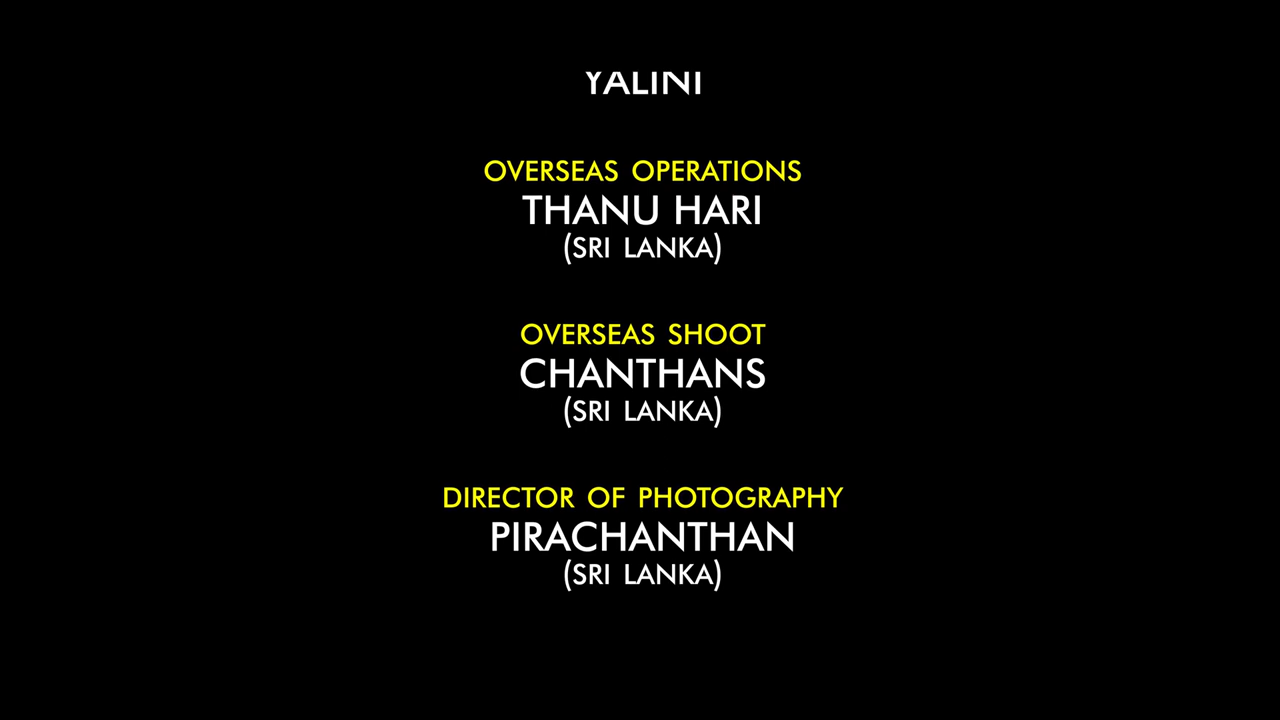 YALINI
OVERSEAS OPERATIONS
THANU HARI
(SRI LANKA)
OVERSEAS SHOOT
CHANTHANS
(SRI LANKA)
DIRECTOR OF PHOTOGRAPHY
PIRACHANTHAN
(SRI LANKA)